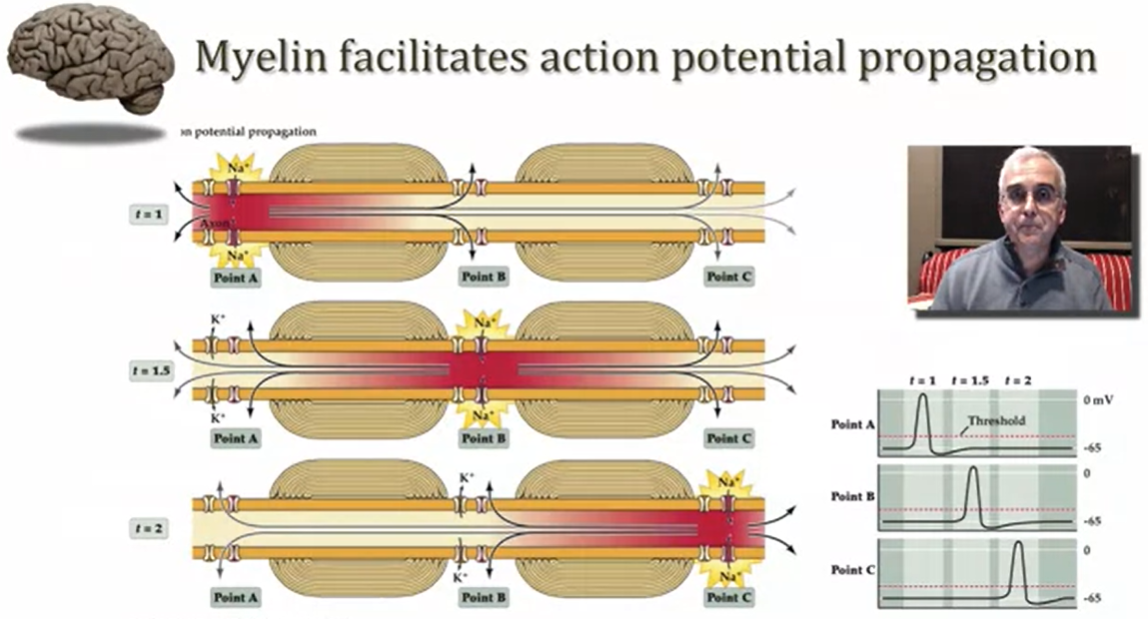 Myelin facilitates action potential propagation
on potential propagation
Na⁺
t = 1
Axon
Na⁺
Point A
Point B
Point C
K⁺
Na⁺
t = 1.5
K⁺
Na⁺
Point A
Point B
Point C
K⁺
Na⁺
t = 2
K⁺
Na⁺
Point A
Point B
Point C
t = 1 t = 1.5 t = 2
0 mV
Point A
Threshold
-65
0
Point B
-65
0
Point C
-65